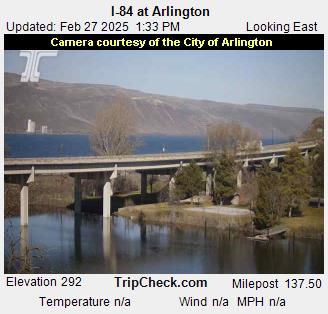 I-84 at Arlington
Updated: Feb 27 2025 1:33 PM Looking East
Camera courtesy of the City of Arlington
Elevation 292 TripCheck.com Milepost 137.50
Temperature n/a Wind n/a MPH n/a